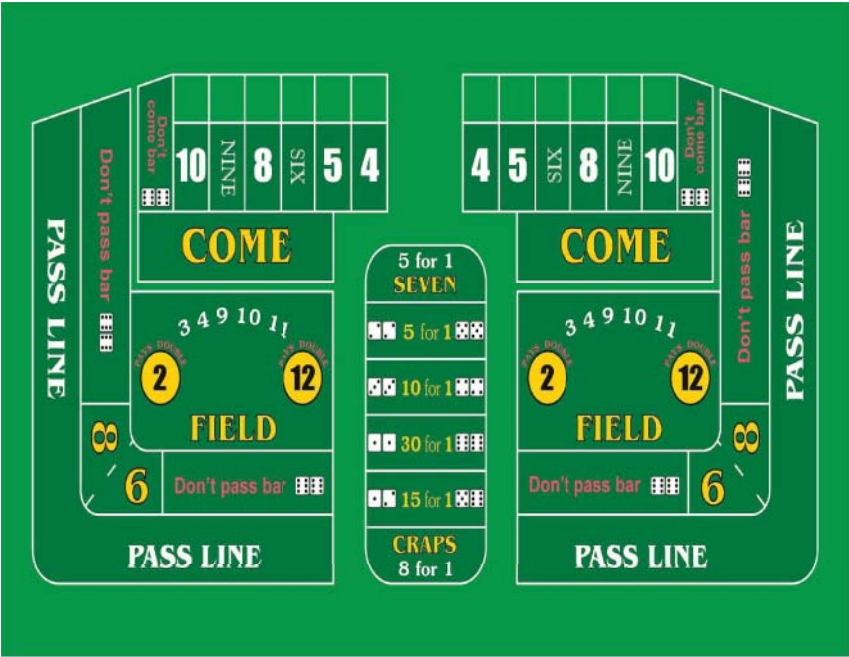 Don't
come bar
10
NINE
8
SIX
5
4
4
5
SIX
8
NINE
10
Don't
come bar
PASS LINE
Don't pass bar
COME
COME
Don't pass bar
PASS LINE
5 for 1
SEVEN
3 4 9 10 11
PAYS DOUBLE
2
PAYS DOUBLE
12
FIELD
5 for 1
10 for 1
30 for 1
15 for 1
CRAPS
8 for 1
3 4 9 10 11
PAYS DOUBLE
2
PAYS DOUBLE
12
FIELD
8
6
Don't pass bar
PASS LINE
Don't pass bar
6
8
PASS LINE